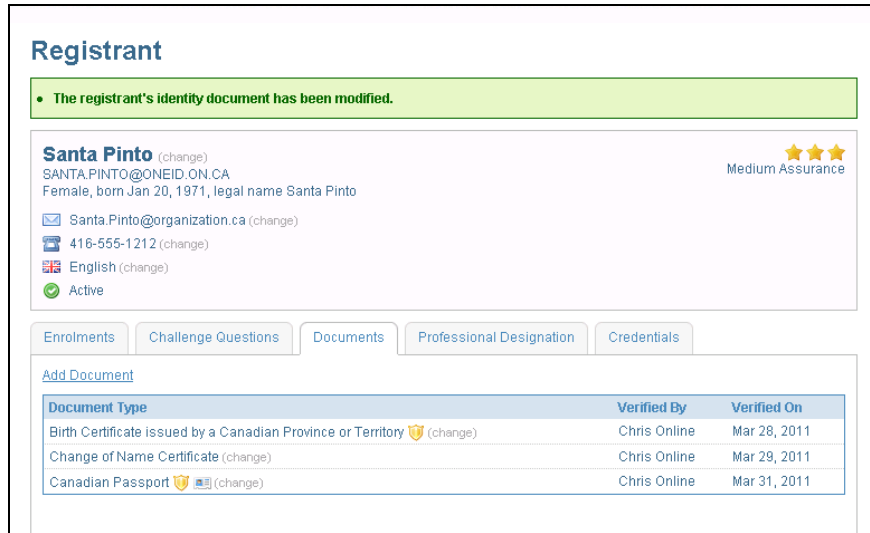 Registrant
• The registrant's identity document has been modified.
Santa Pinto (change)
SANTA.PINTO@ONEID.ON.CA
Female, born Jan 20, 1971, legal name Santa Pinto
Medium Assurance
Santa.Pinto@organization.ca (change)
416-555-1212 (change)
English (change)
Active
Enrolments Challenge Questions Documents Professional Designation Credentials
Add Document
Document Type Verified By Verified On
Birth Certificate issued by a Canadian Province or Territory (change) Chris Online Mar 28, 2011
Change of Name Certificate (change) Chris Online Mar 29, 2011
Canadian Passport (change) Chris Online Mar 31, 2011